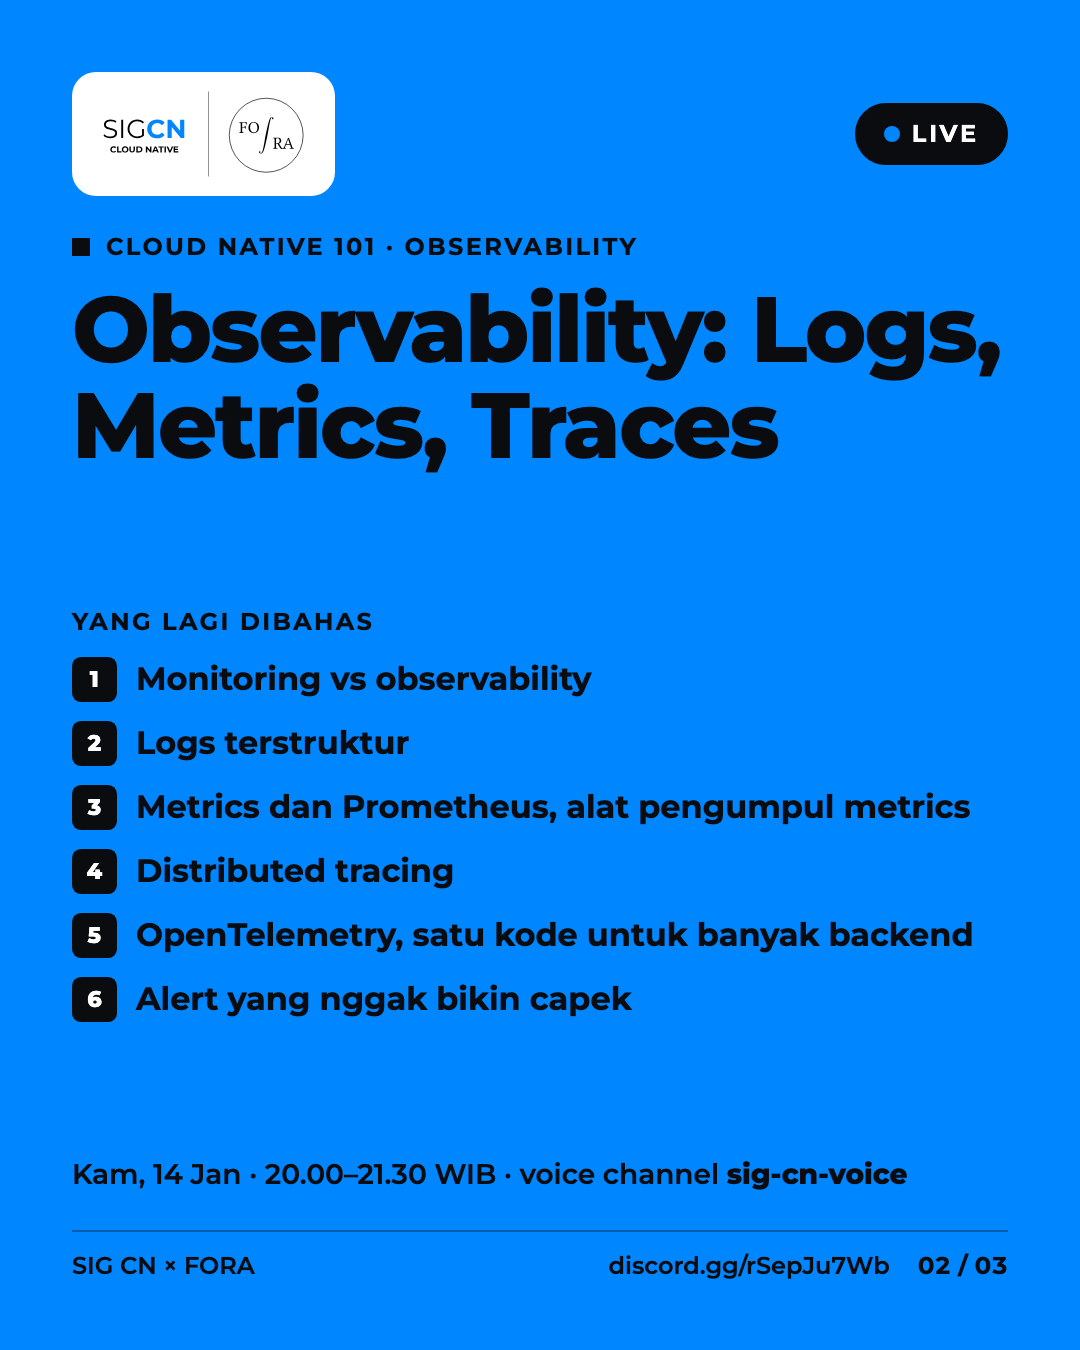 SIGCN
CLOUD NATIVE
FO
RA
LIVE
CLOUD NATIVE 101 · OBSERVABILITY
Observability: Logs,
Metrics, Traces
YANG LAGI DIBAHAS
1 Monitoring vs observability
2 Logs terstruktur
3 Metrics dan Prometheus, alat pengumpul metrics
4 Distributed tracing
5 OpenTelemetry, satu kode untuk banyak backend
6 Alert yang nggak bikin capek
Kam, 14 Jan · 20.00–21.30 WIB · voice channel sig-cn-voice
SIG CN × FORA
discord.gg/rSepJu7Wb 02 / 03